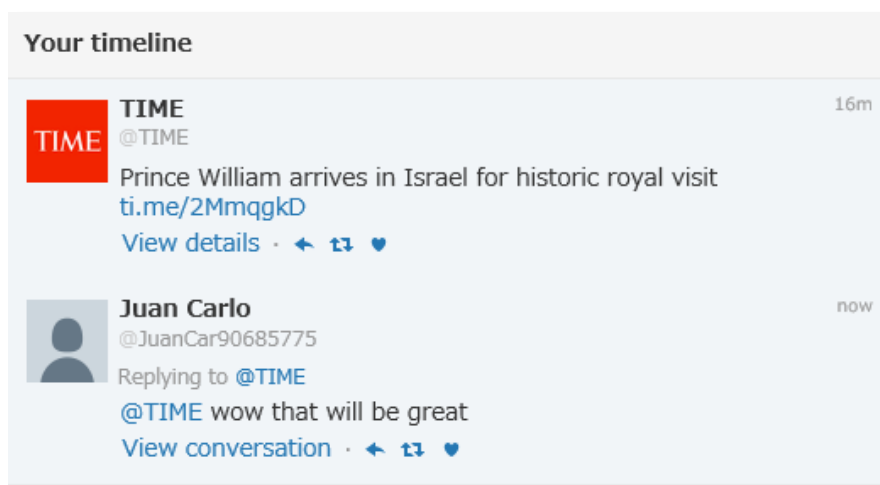 Your timeline
TIME
TIME
16m
@TIME
Prince William arrives in Israel for historic royal visit
ti.me/2MmqgkD
View details ·
Juan Carlo
now
@JuanCar90685775
Replying to @TIME
@TIME wow that will be great
View conversation ·